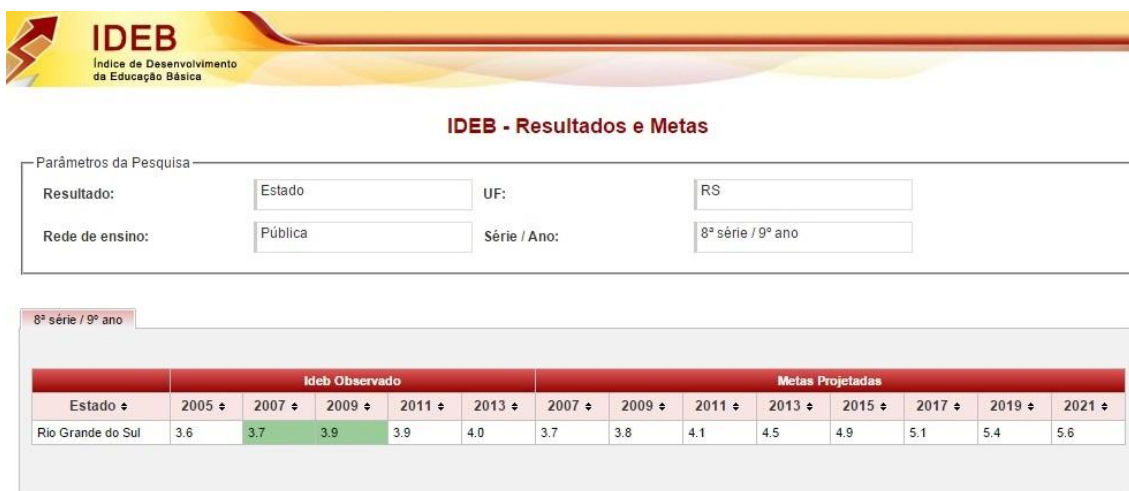 IDEB
Índice de Desenvolvimento
da Educação Básica
IDEB - Resultados e Metas
Parâmetros da Pesquisa
Resultado: Estado UF: RS
Rede de ensino: Pública Série / Ano: 8ª série / 9º ano
8ª série / 9º ano
Ideb Observado Metas Projetadas
Estado 2005 2007 2009 2011 2013 2007 2009 2011 2013 2015 2017 2019 2021
Rio Grande do Sul 3.6 3.7 3.9 3.9 4.0 3.7 3.8 4.1 4.5 4.9 5.1 5.4 5.6